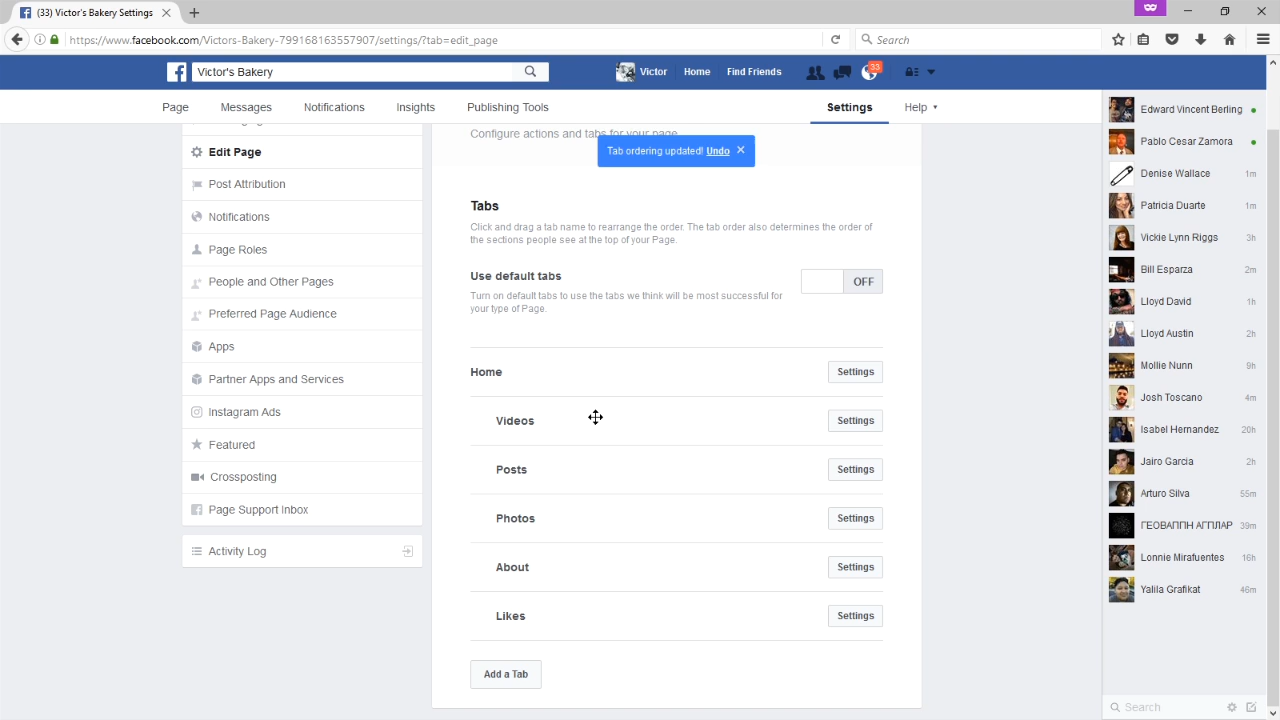 (33) Victor's Bakery Settings
https://www.facebook.com/Victors-Bakery-799168163557907/settings/?tab=edit_page
Search
Victor's Bakery
Victor
Home
Find Friends
33
Page
Messages
Notifications
Insights
Publishing Tools
Settings
Help
Edit Page
Post Attribution
Notifications
Page Roles
People and Other Pages
Preferred Page Audience
Apps
Partner Apps and Services
Instagram Ads
Featured
Crossposting
Page Support Inbox
Activity Log
Configure actions and tabs for your page
Tab ordering updated! Undo
Tabs
Click and drag a tab name to rearrange the order. The tab order also determines the order of
the sections people see at the top of your Page.
Use default tabs
OFF
Turn on default tabs to use the tabs we think will be most successful for
your type of Page.
Home Settings
Videos Settings
Posts Settings
Photos Settings
About Settings
Likes Settings
Add a Tab
Edward Vincent Berling
Pablo Cesar Zamora
Denise Wallace 1m
Patricia Duarte 1m
Vickie Lynn Riggs 3h
Bill Esparza 2m
Lloyd David 1h
Lloyd Austin 2h
Mollie Nunn 9h
Josh Toscano 4m
Isabel Hernandez 20h
Jairo Garcia 2h
Arturo Silva 55m
39m
Lonnie Mirafuentes 16h
Yalila Grafikat 46m
Search